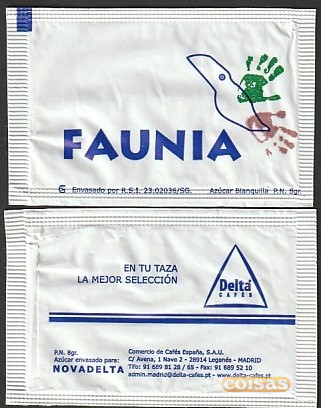 FAUNIA
Envasado por R.S.I. 23.02036/SG. Azúcar Blanquilla P.N. 8gr.
EN TU TAZA
LA MEJOR SELECCIÓN
Delta
CAFÉS
P.N. 8gr.
Azúcar envasado para:
NOVADELTA
Comercio de Cafés España, S.A.U.
C/ Avena, 1 Nave 2 - 28914 Leganés - MADRID
Tfo: 91 689 81 28 / 65 - Fax: 91 689 52 10
admin.madrid@delta-cafes.pt - www.delta-cafes.pt
coisas